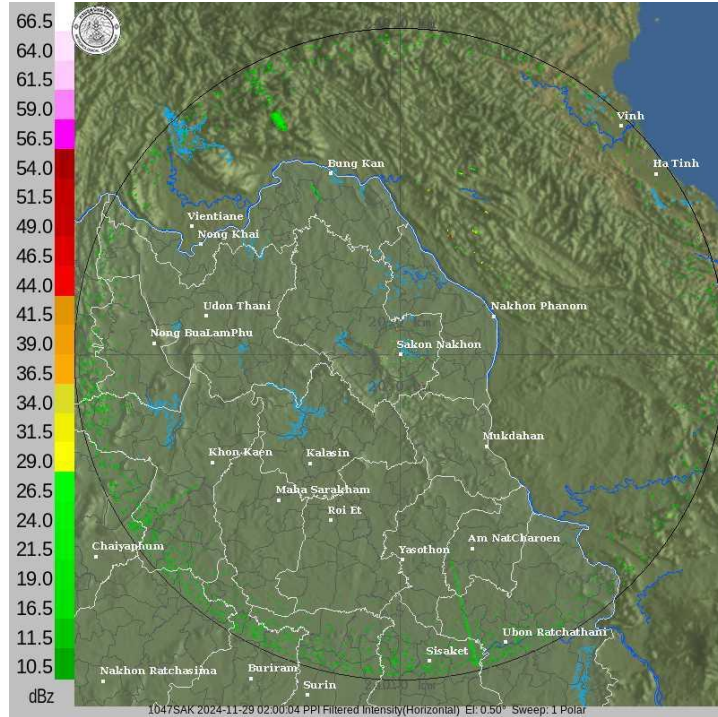 66.5
64.0
61.5
59.0
56.5
54.0
51.5
49.0
46.5
44.0
41.5
39.0
36.5
34.0
31.5
29.0
26.5
24.0
21.5
19.0
16.5
11.5
10.5
dBz
Vinh
Ha Tinh
Bung Kan
Vientiane
Nong Khai
Udon Thani
Nakhon Phanom
Nong BuaLamPhu
Sakon Nakhon
Mukdahan
Khon Kaen
Kalasin
Maha Sarakham
Roi Et
Am NatCharoen
Chaiyaphum
Yasothon
Ubon Ratchathani
Sisaket
Nakhon Ratchasima
Buriram
Surin
1047SAK 2024-11-29 02:00:04 PPI Filtered Intensity(Horizontal) El: 0.50° Sweep: 1 Polar